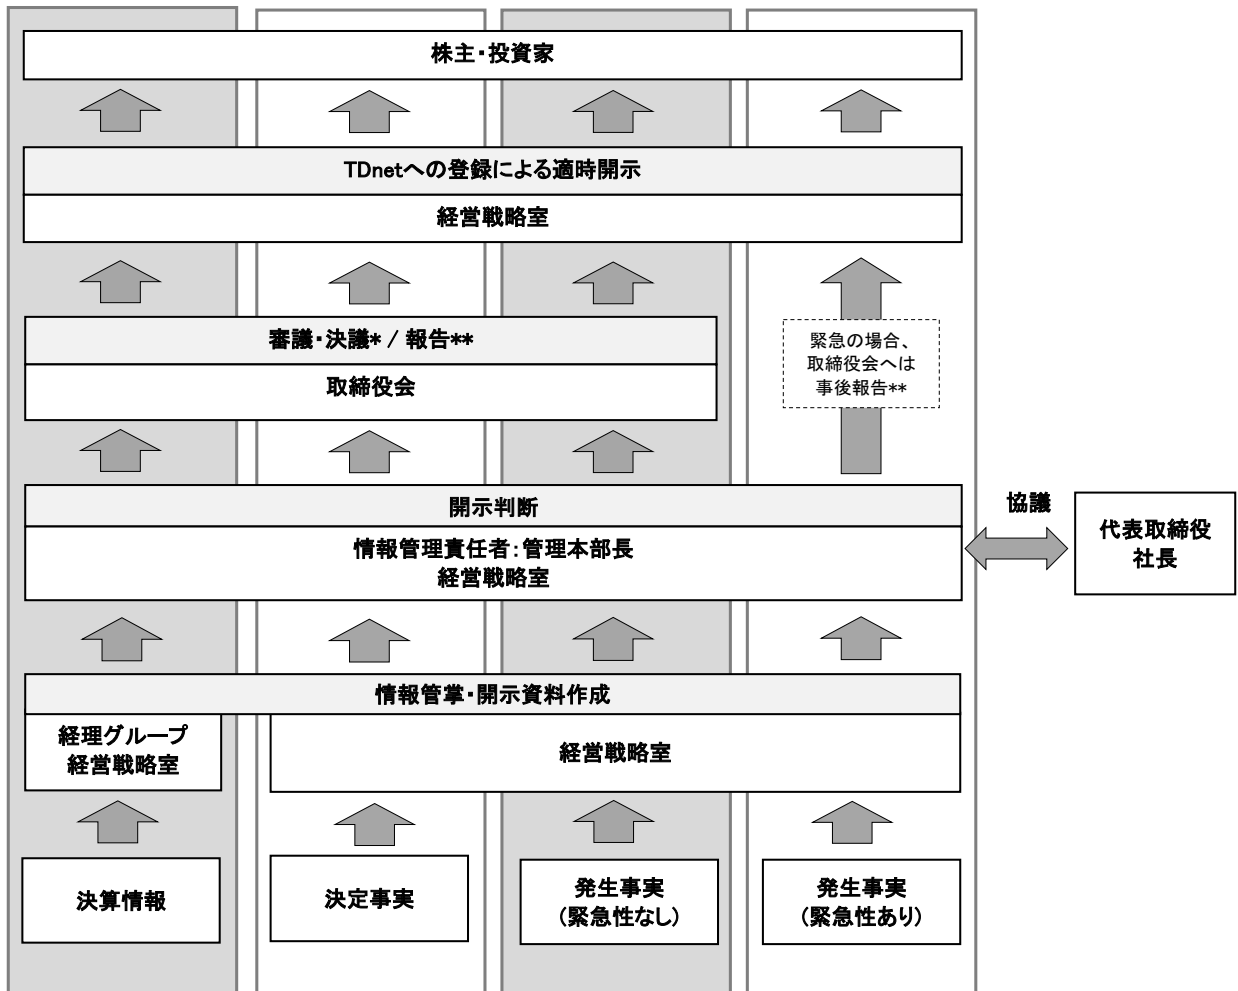 株主・投資家
TDnetへの登録による適時開示
経営戦略室
審議・決議* / 報告**
取締役会
緊急の場合、
取締役会へは
事後報告**
開示判断
情報管理責任者：管理本部長
経営戦略室
協議
代表取締役
社長
情報管掌・開示資料作成
経理グループ
経営戦略室
経営戦略室
決算情報
決定事実
発生事実
(緊急性なし)
発生事実
(緊急性あり)